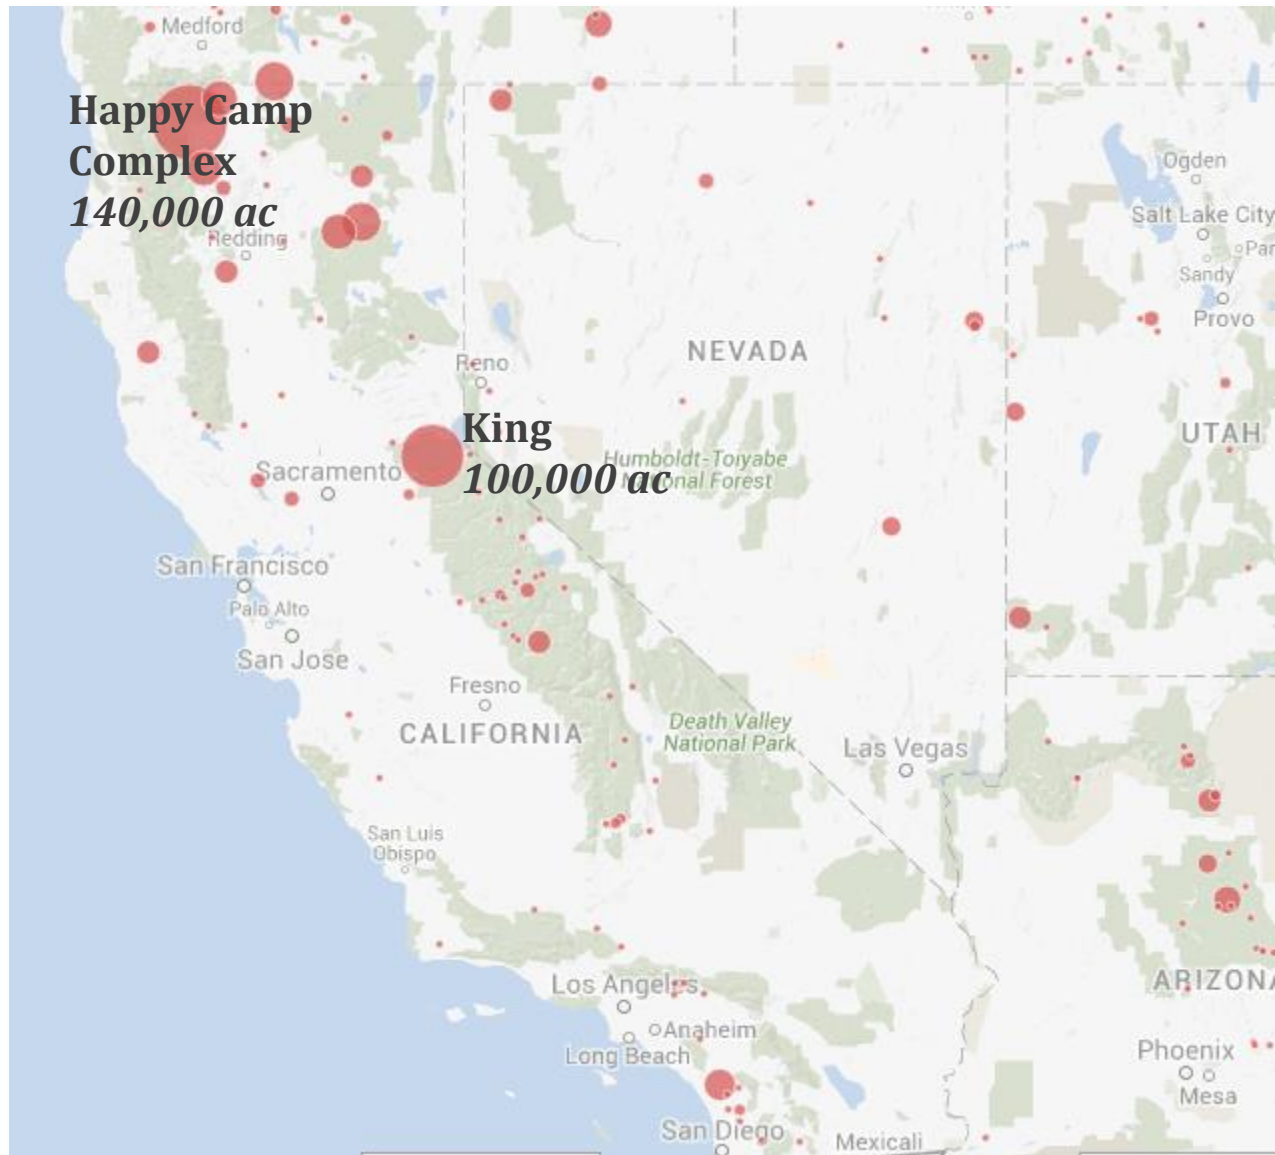 Medford
Happy Camp
Complex
140,000 ac
Redding
Ogden
Salt Lake City
Sandy
Provo
NEVADA
Reno
UTAH
King
100,000 ac
Humboldt-Toiyabe
National Forest
Sacramento
San Francisco
Palo Alto
San Jose
Fresno
CALIFORNIA
Death Valley
National Park
Las Vegas
San Luis
Obispo
Los Angeles
Anaheim
Long Beach
ARIZONA
Phoenix
Mesa
San Diego
Mexicali